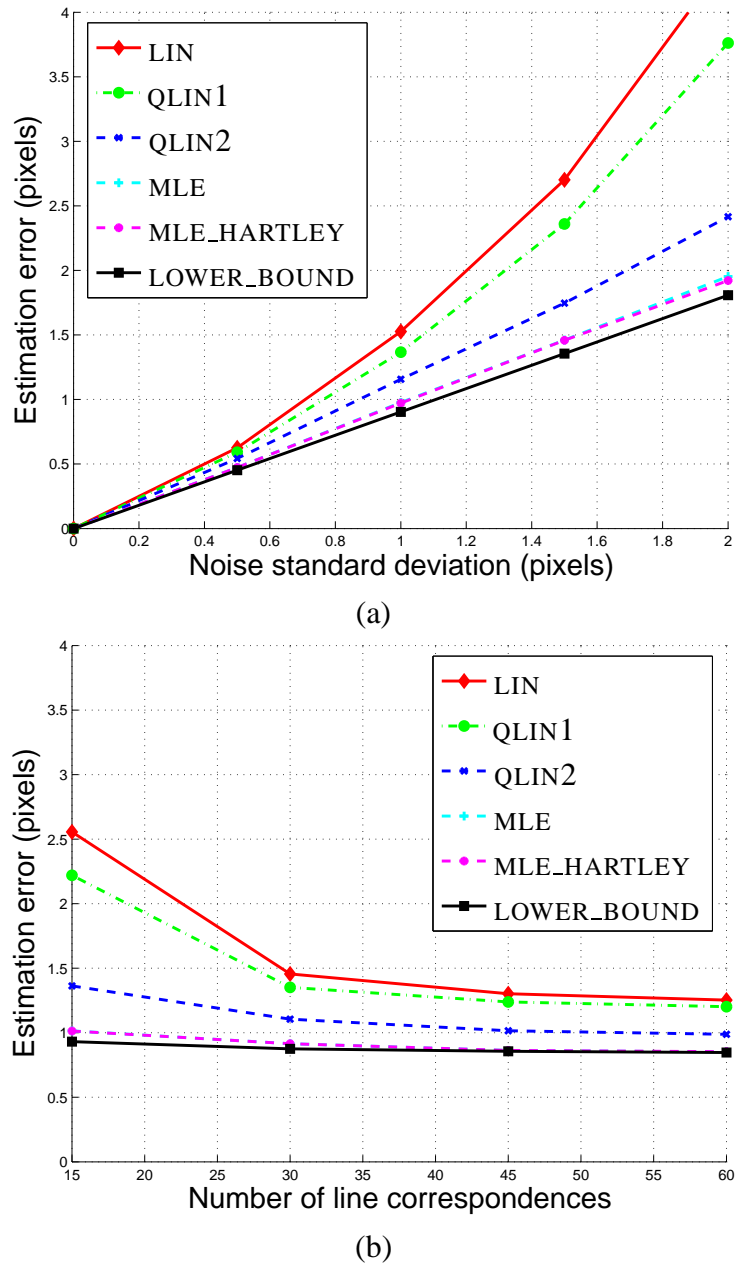 4
3.5
3
2.5
2
1.5
1
0.5
0
Estimation error (pixels)
LIN
QLIN1
QLIN2
MLE
MLE_HARTLEY
LOWER_BOUND
0 0.2 0.4 0.6 0.8 1 1.2 1.4 1.6 1.8 2
Noise standard deviation (pixels)
(a)
4
3.5
3
2.5
2
1.5
1
0.5
0
Estimation error (pixels)
LIN
QLIN1
QLIN2
MLE
MLE_HARTLEY
LOWER_BOUND
15 20 25 30 35 40 45 50 55 60
Number of line correspondences
(b)